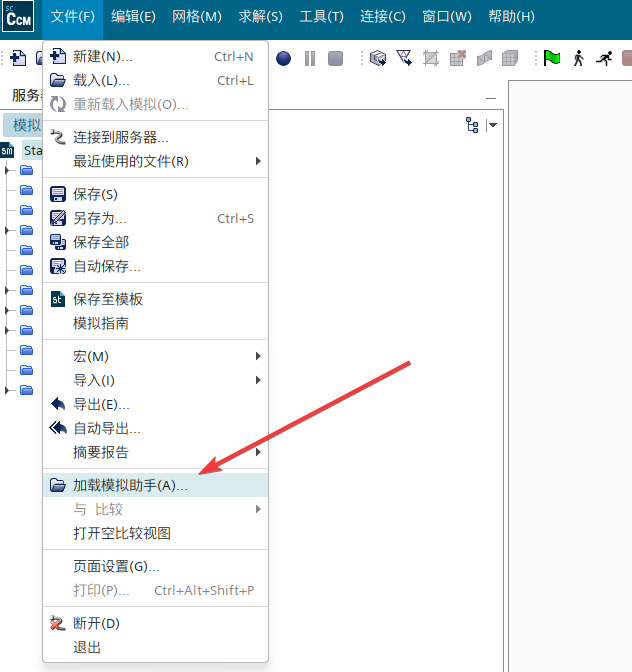 SC
CCM
文件(F) 编辑(E) 网格(M) 求解(S) 工具(T) 连接(C) 窗口(W) 帮助(H)
新建(N)... Ctrl+N
载入(L)... Ctrl+L
重新载入模拟(O)...
服务
模拟
sm Sta
连接到服务器...
最近使用的文件(R)
保存(S)
另存为... Ctrl+S
保存全部
自动保存...
st 保存至模板
模拟指南
宏(M)
导入(I)
导出(E)...
自动导出...
摘要报告
加载模拟助手(A)...
与 比较
打开空比较视图
页面设置(G)...
打印(P)... Ctrl+Alt+Shift+P
断开(D)
退出